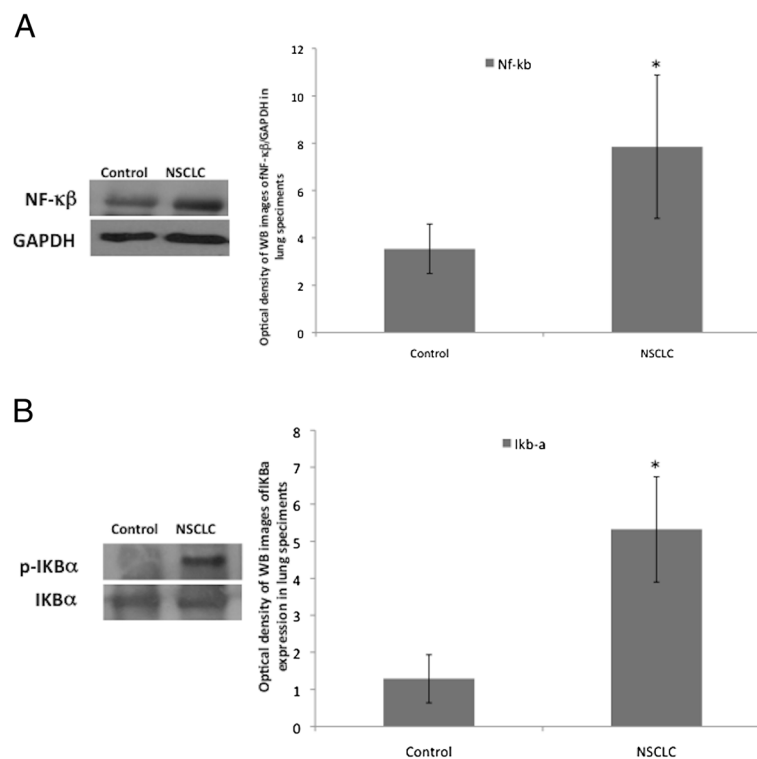 A
Control NSCLC
NF-κβ
GAPDH
Optical density of WB images ofNF-κβ/GAPDH in
lung speciments
12
10
8
6
4
2
0
Nf-kb
*
Control
NSCLC
B
Control NSCLC
p-IKBα
IKBα
Optical density of WB images ofIKBa
expression in lung speciments
8
7
6
5
4
3
2
1
0
Ikb-a
*
Control
NSCLC